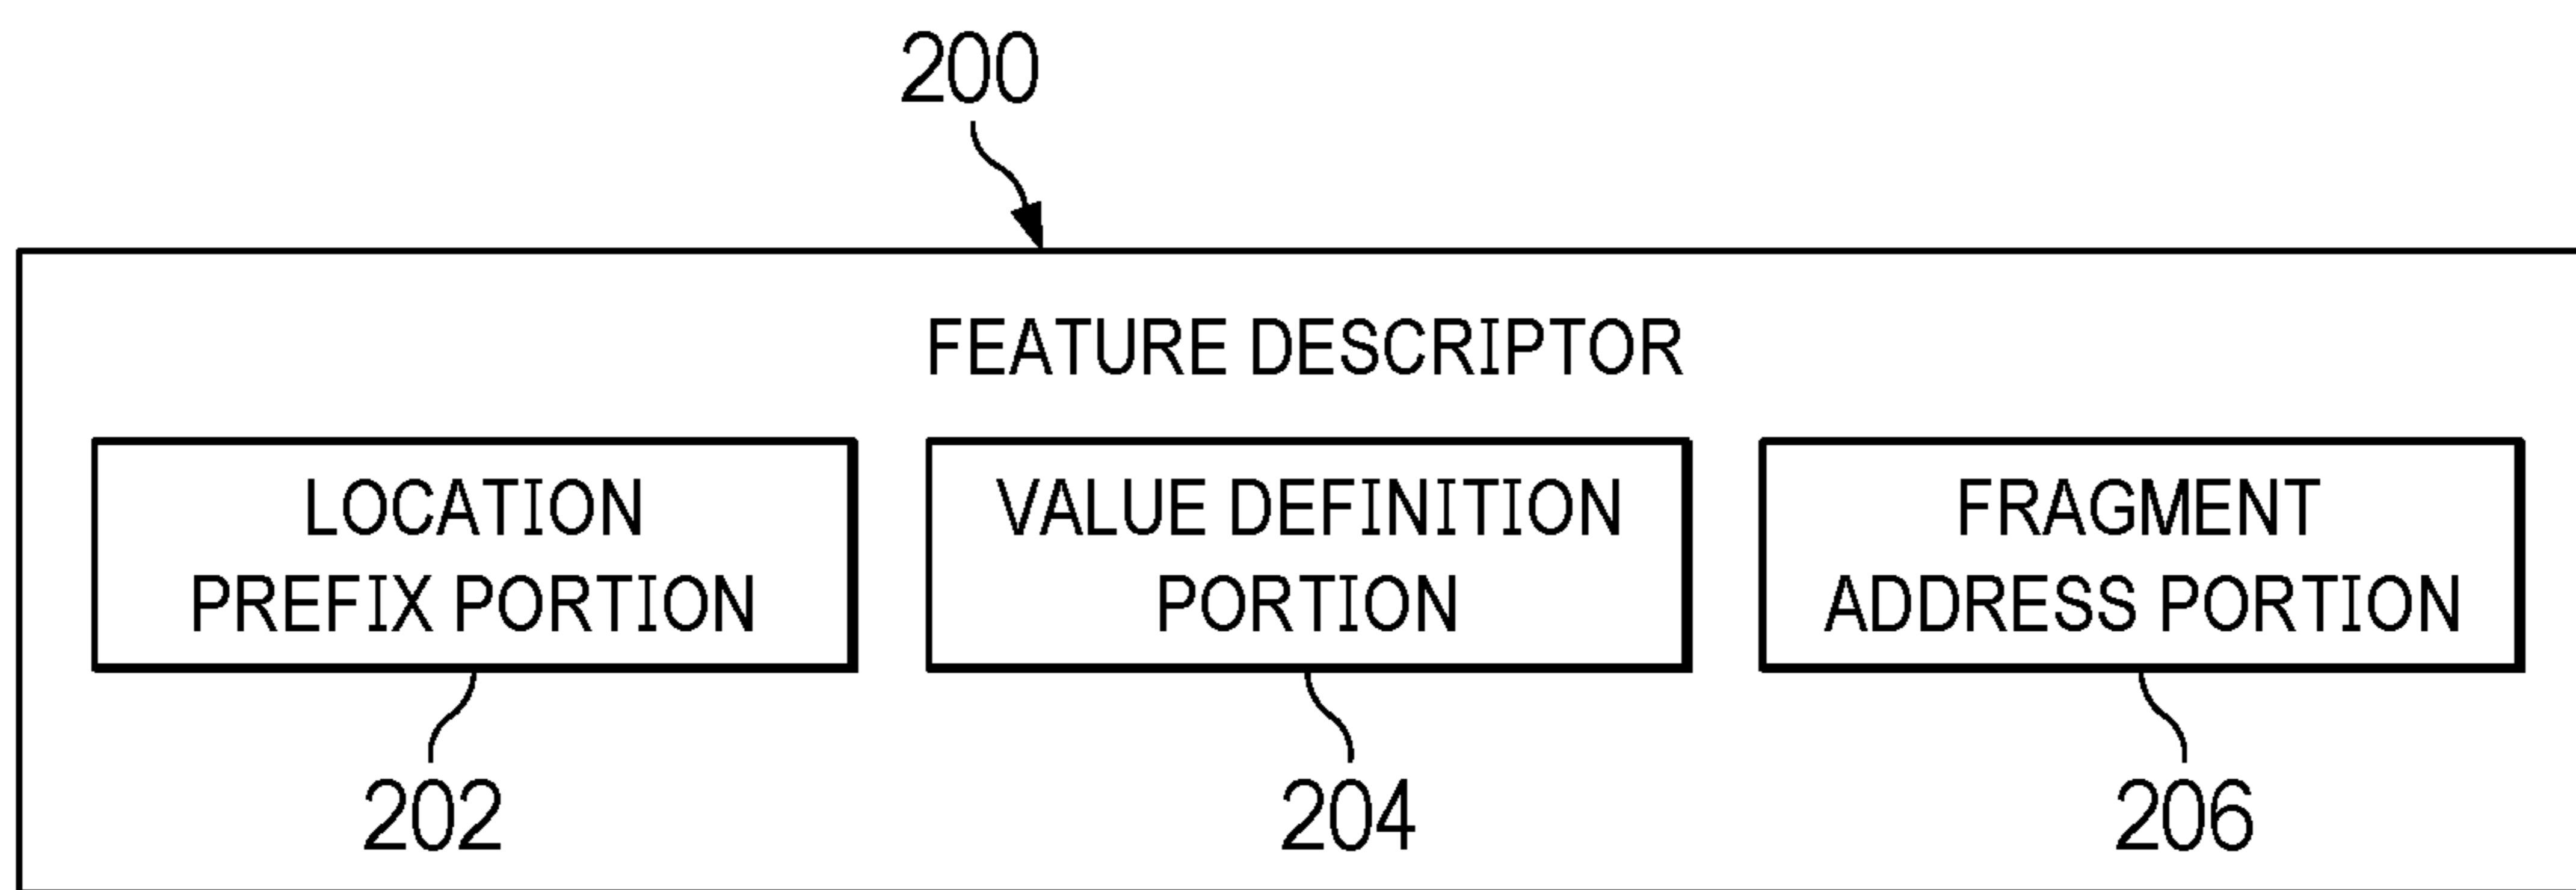 200
FEATURE DESCRIPTOR
LOCATION
PREFIX PORTION
VALUE DEFINITION
PORTION
FRAGMENT
ADDRESS PORTION
202
204
206